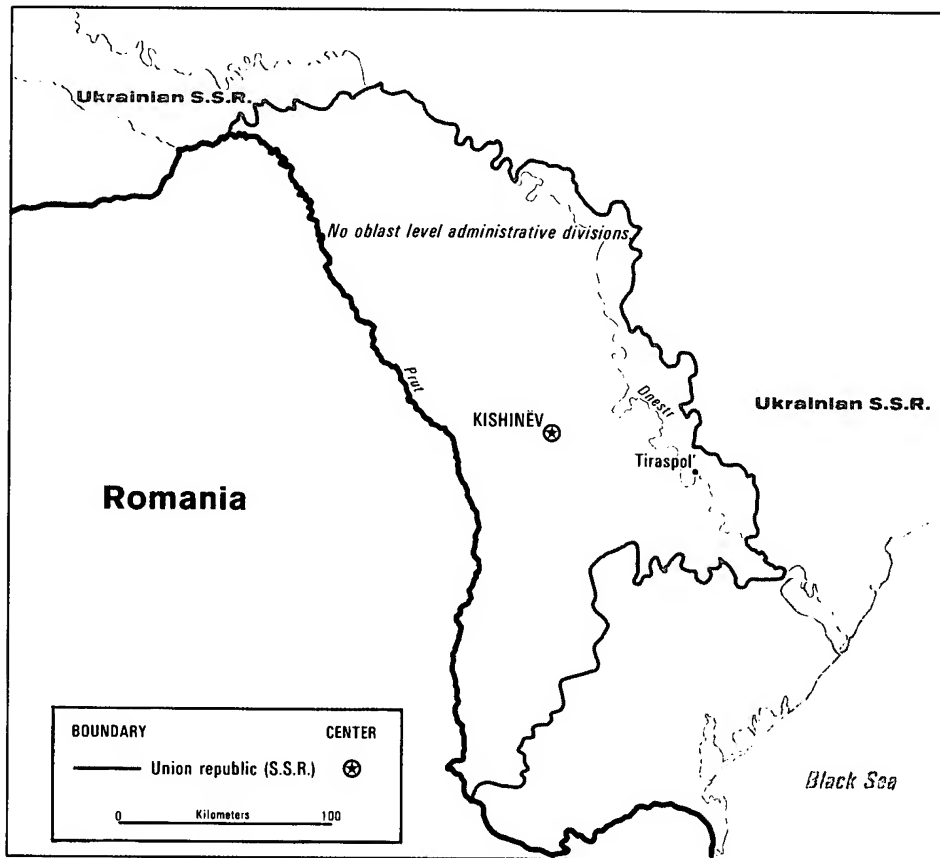 Ukrainian S.S.R.
No oblast level administrative divisions
Prut
Dnestr
Ukrainian S.S.R.
KISHINËV
Tiraspol'
Romania
BOUNDARY CENTER
Union republic (S.S.R.)
0 Kilometers 100
Black Sea